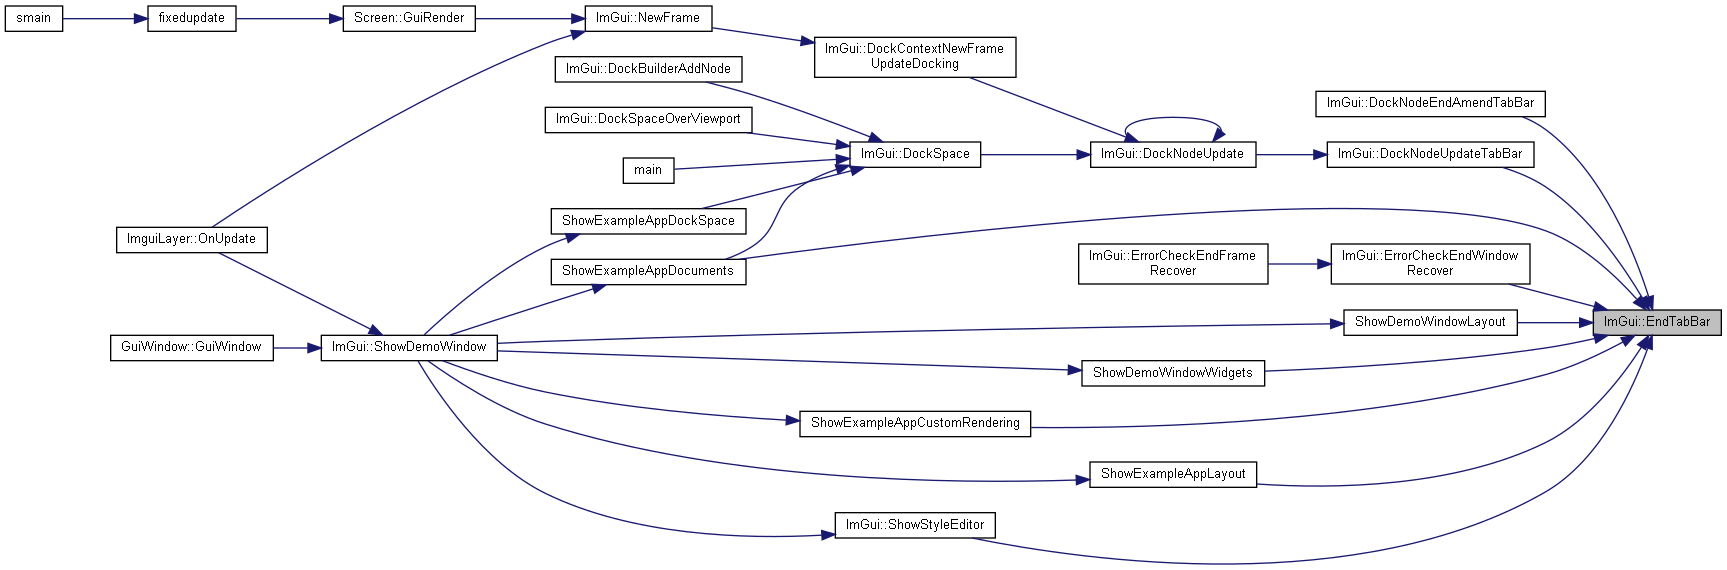 smain
fixedupdate
Screen::GuiRender
ImGui::NewFrame
ImGui::DockContextNewFrame
UpdateDocking
ImGui::DockBuilderAddNode
ImGui::DockNodeEndAmendTabBar
ImGui::DockSpaceOverViewport
ImGui::DockSpace
ImGui::DockNodeUpdate
ImGui::DockNodeUpdateTabBar
main
ShowExampleAppDockSpace
ImguiLayer::OnUpdate
ShowExampleAppDocuments
ImGui::ErrorCheckEndFrame
Recover
ImGui::ErrorCheckEndWindow
Recover
ShowDemoWindowLayout
ImGui::EndTabBar
GuiWindow::GuiWindow
ImGui::ShowDemoWindow
ShowDemoWindowWidgets
ShowExampleAppCustomRendering
ShowExampleAppLayout
ImGui::ShowStyleEditor